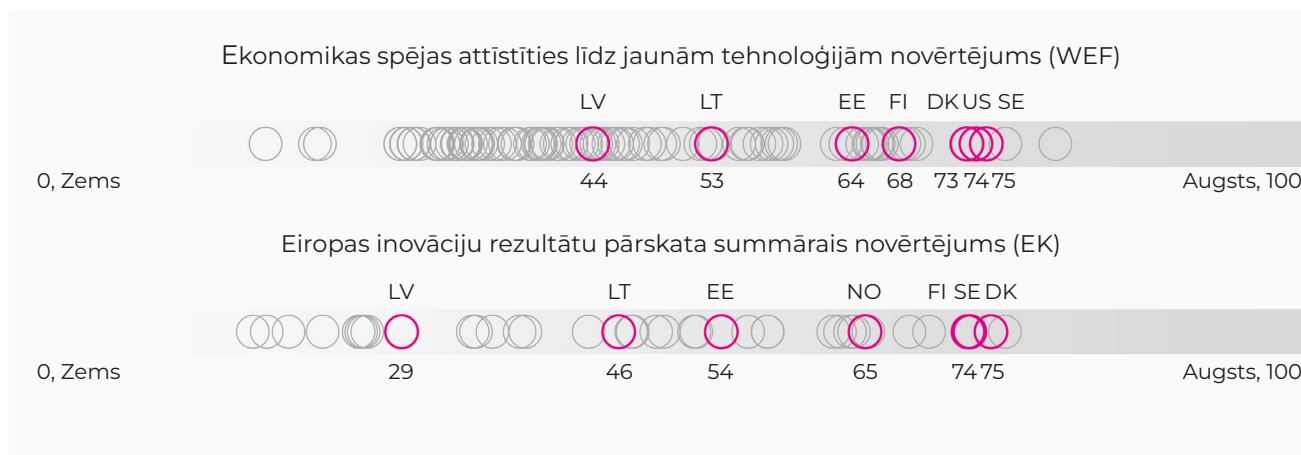 Ekonomikas spējas attīstīties līdz jaunām tehnoloģijām novērtējums (WEF)
LV LT EE FI DK US SE
0, Zems 44 53 64 68 73 74 75 Augsts, 100
Eiropas inovāciju rezultātu pārskata summārais novērtējums (EK)
LV LT EE NO FI SE DK
0, Zems 29 46 54 65 74 75 Augsts, 100